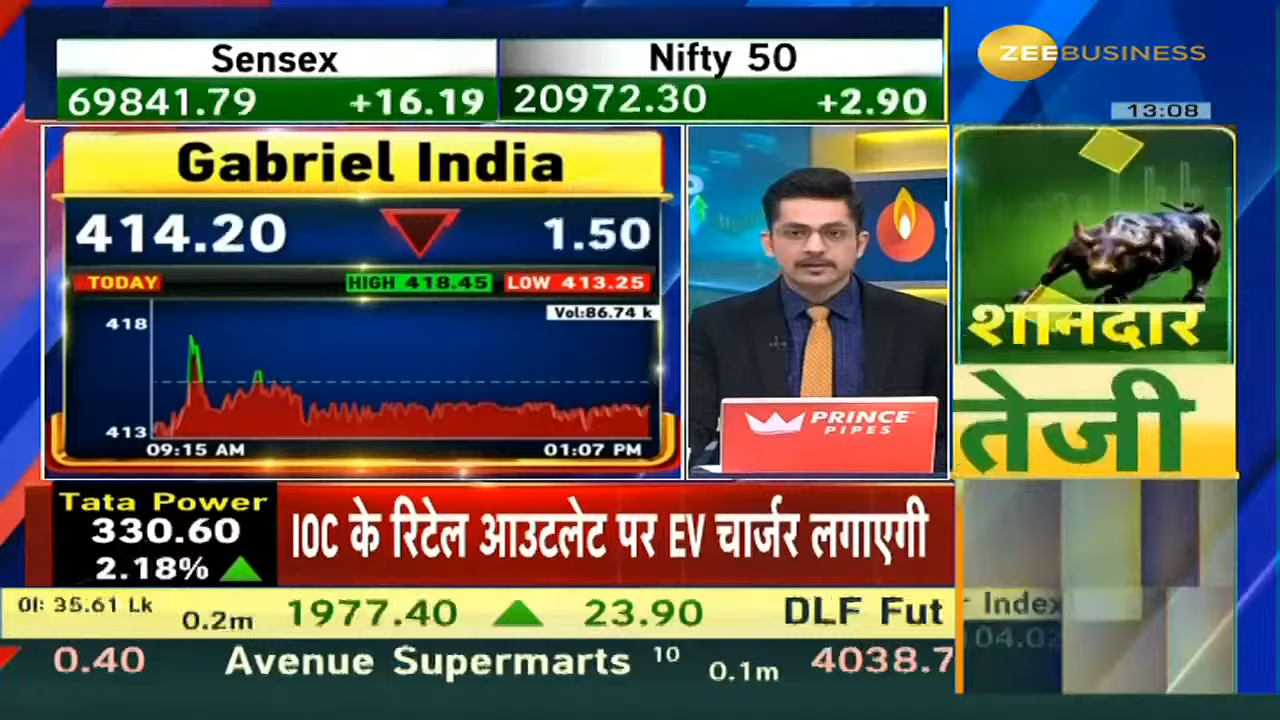 Sensex
69841.79 +16.19
Nifty 50
20972.30 +2.90
ZEEBUSINESS
13:08
Gabriel India
414.20 1.50
TODAY HIGH 418.45 LOW 413.25
Vol:86.74 k
418
413
09:15 AM 01:07 PM
PRINCE
PIPES
शानदार
तेजी
Tata Power
330.60
2.18%
IOC के रिटेल आउटलेट पर EV चार्जर लगाएगी
OI: 35.61 Lk 0.2m 1977.40 23.90 DLF Fut
0.40 Avenue Supermarts 10 0.1m 4038.7
Index